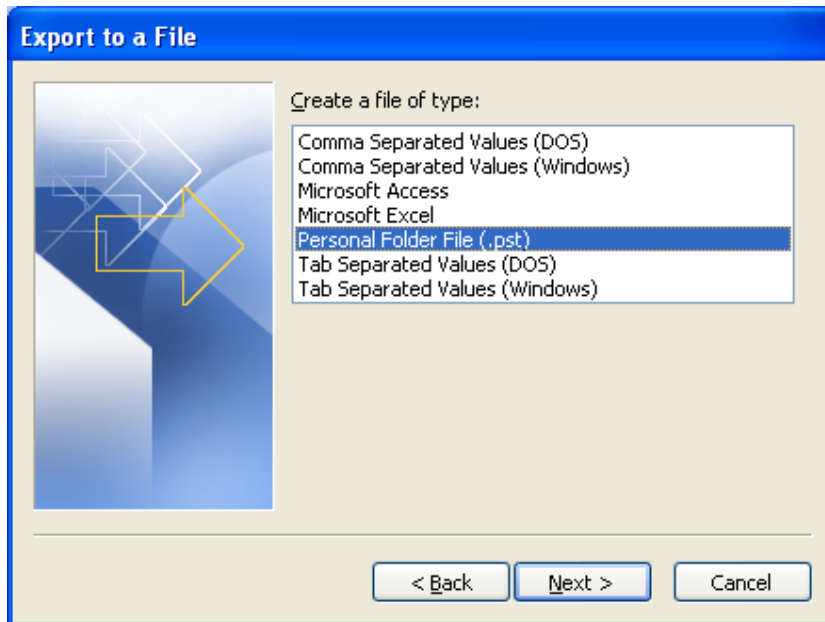 Export to a File
Create a file of type:
Comma Separated Values (DOS)
Comma Separated Values (Windows)
Microsoft Access
Microsoft Excel
Personal Folder File (.pst)
Tab Separated Values (DOS)
Tab Separated Values (Windows)
< Back Next > Cancel